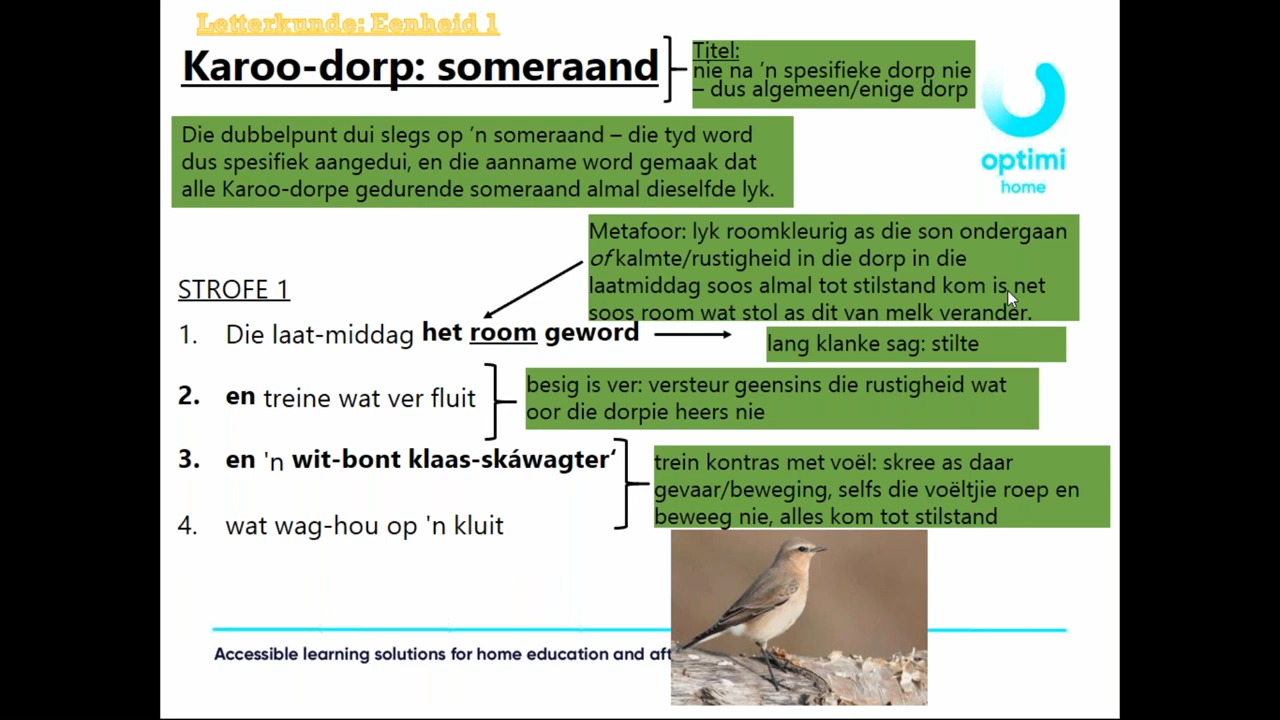 Letterkunde: Eenheid 1
Karoo-dorp: someraand
Titel:
nie na 'n spesifieke dorp nie
– dus algemeen/enige dorp
optimi
home
Die dubbelpunt dui slegs op 'n someraand – die tyd word
dus spesifiek aangedui, en die aanname word gemaak dat
alle Karoo-dorpe gedurende someraand almal dieselfde lyk.
Metafoor: lyk roomkleurig as die son ondergaan
of kalmte/rustigheid in die dorp in die
laatmiddag soos almal tot stilstand kom is net
soos room wat stol as dit van melk verander.
STROFE 1
1. Die laat-middag het room geword
lang klanke sag: stilte
2. en treine wat ver fluit
besig is ver: versteur geensins die rustigheid wat
oor die dorpie heers nie
3. en 'n wit-bont klaas-skáwagter‘
trein kontras met voël: skree as daar
gevaar/beweging, selfs die voëltjie roep en
beweeg nie, alles kom tot stilstand
4. wat wag-hou op 'n kluit
Accessible learning solutions for home education and aft